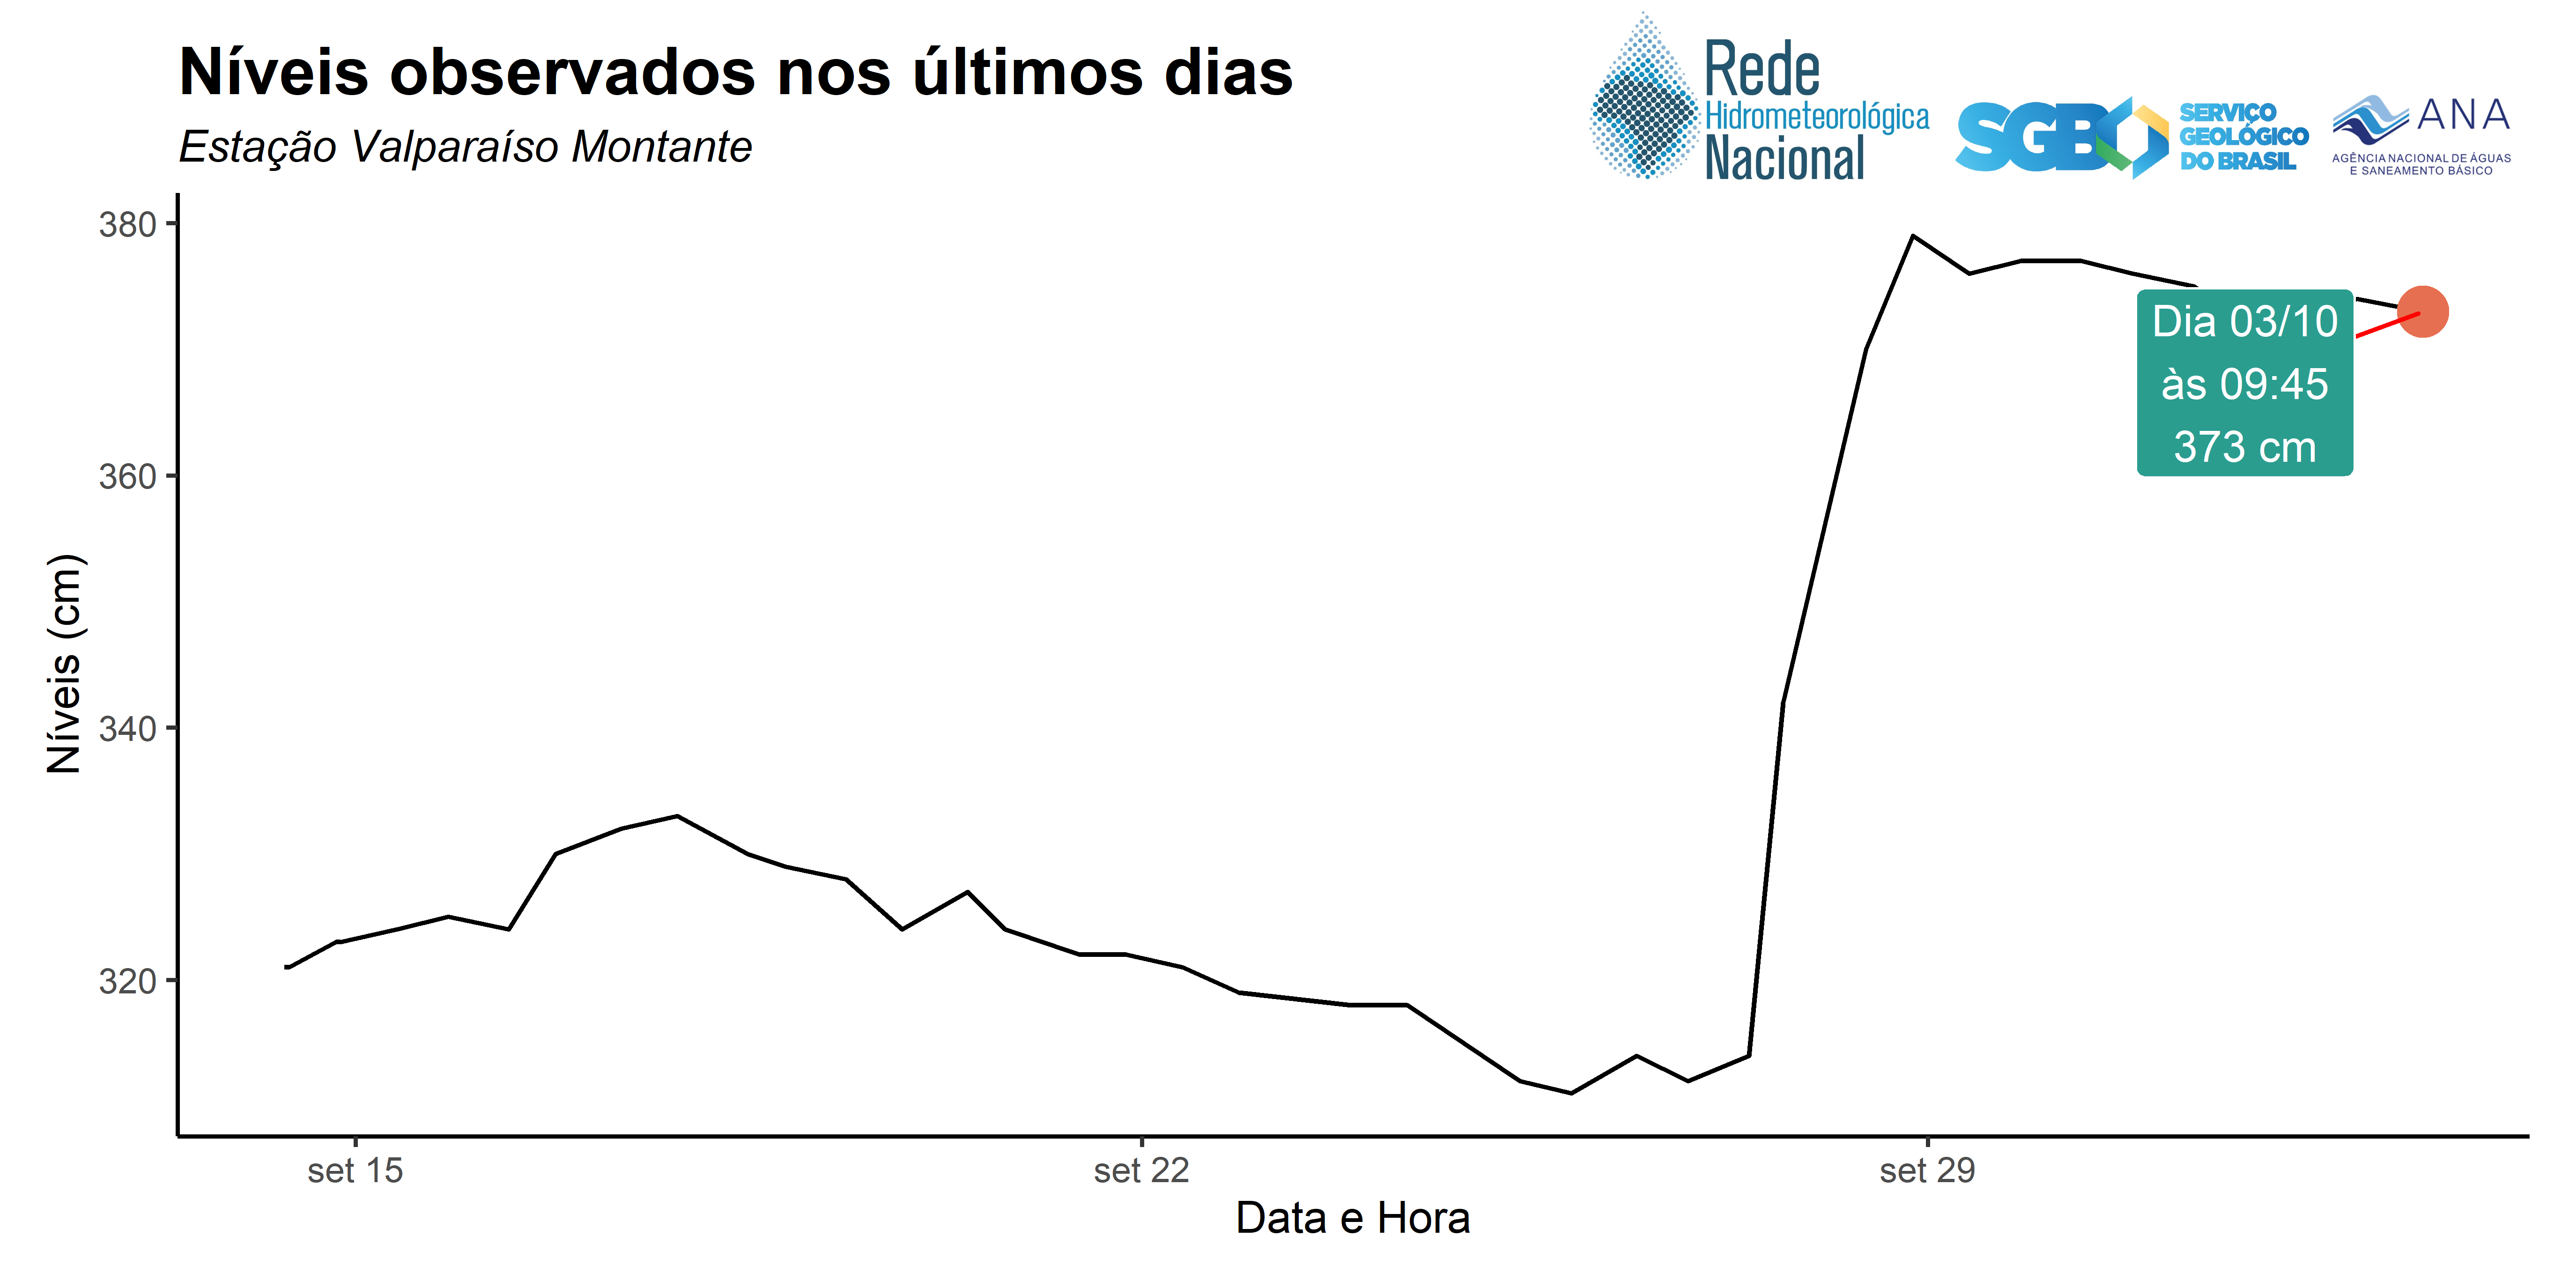 Níveis observados nos últimos dias
Estação Valparaíso Montante
Rede
Hidrometeorológica
Nacional
SGB
SERVIÇO
GEOLÓGICO
DO BRASIL
ANA
AGÊNCIA NACIONAL DE ÁGUAS
E SANEAMENTO BÁSICO
380
360
340
320
Níveis (cm)
Dia 03/10
às 09:45
373 cm
set 15
set 22
set 29
Data e Hora